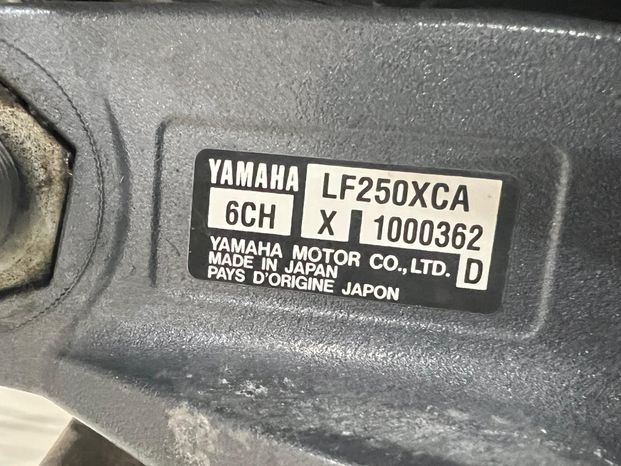 YAMAHA LF250XCA
6CH X 1000362
YAMAHA MOTOR CO.,LTD. D
MADE IN JAPAN
PAYS D'ORIGINE JAPON